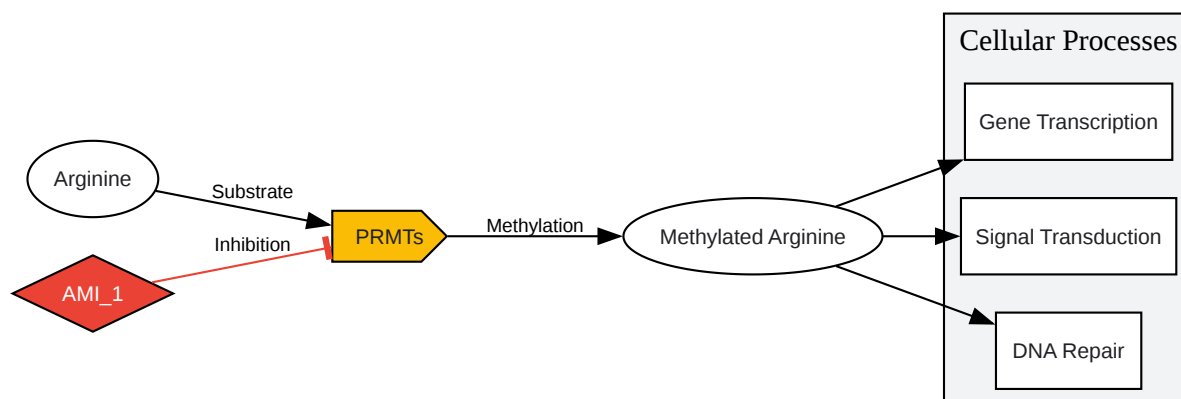 Cellular Processes
Gene Transcription
Arginine
Substrate
PRMTs
Methylation
Methylated Arginine
Signal Transduction
Inhibition
AMI_1
DNA Repair